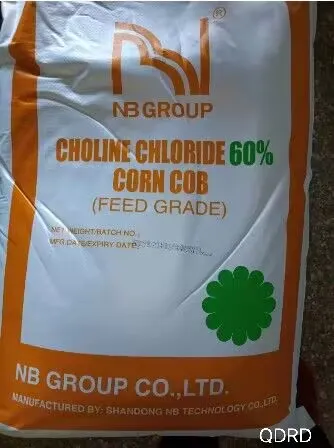 ®
NB GROUP
CHOLINE CHLORIDE 60%
CORN COB
(FEED GRADE)
NET WEIGHT/BATCH NO.:
MFG.DATE/EXPIRY DATE:
NB GROUP CO.,LTD.
MANUFACTURED BY: SHANDONG NB TECHNOLOGY CO.,LTD.
QDRD